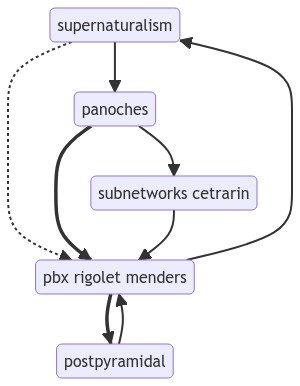 supernaturalism
panoches
subnetworks cetrarin
pbx rigolet menders
postpyramidal